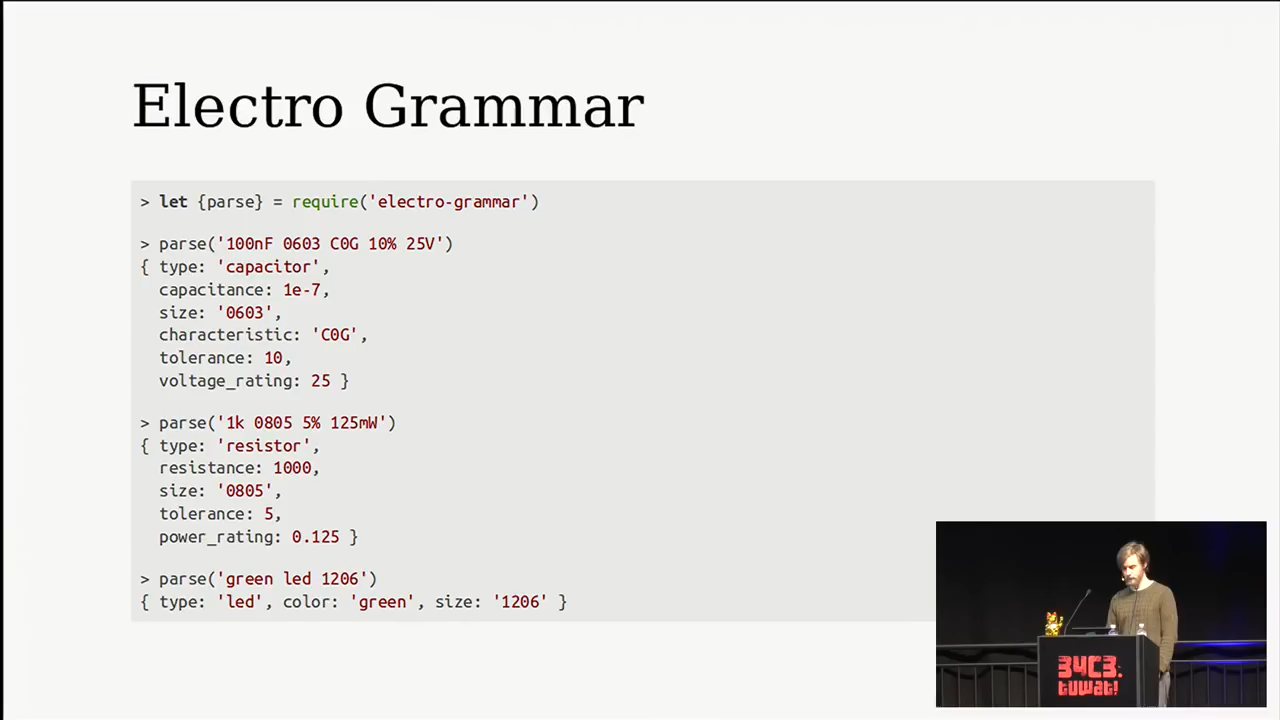 Electro Grammar
> let {parse} = require('electro-grammar')
> parse('100nF 0603 C0G 10% 25V')
{ type: 'capacitor',
capacitance: 1e-7,
size: '0603',
characteristic: 'C0G',
tolerance: 10,
voltage_rating: 25 }
> parse('1k 0805 5% 125mW')
{ type: 'resistor',
resistance: 1000,
size: '0805',
tolerance: 5,
power_rating: 0.125 }
> parse('green led 1206')
{ type: 'led', color: 'green', size: '1206' }
34C3.
tuwat!